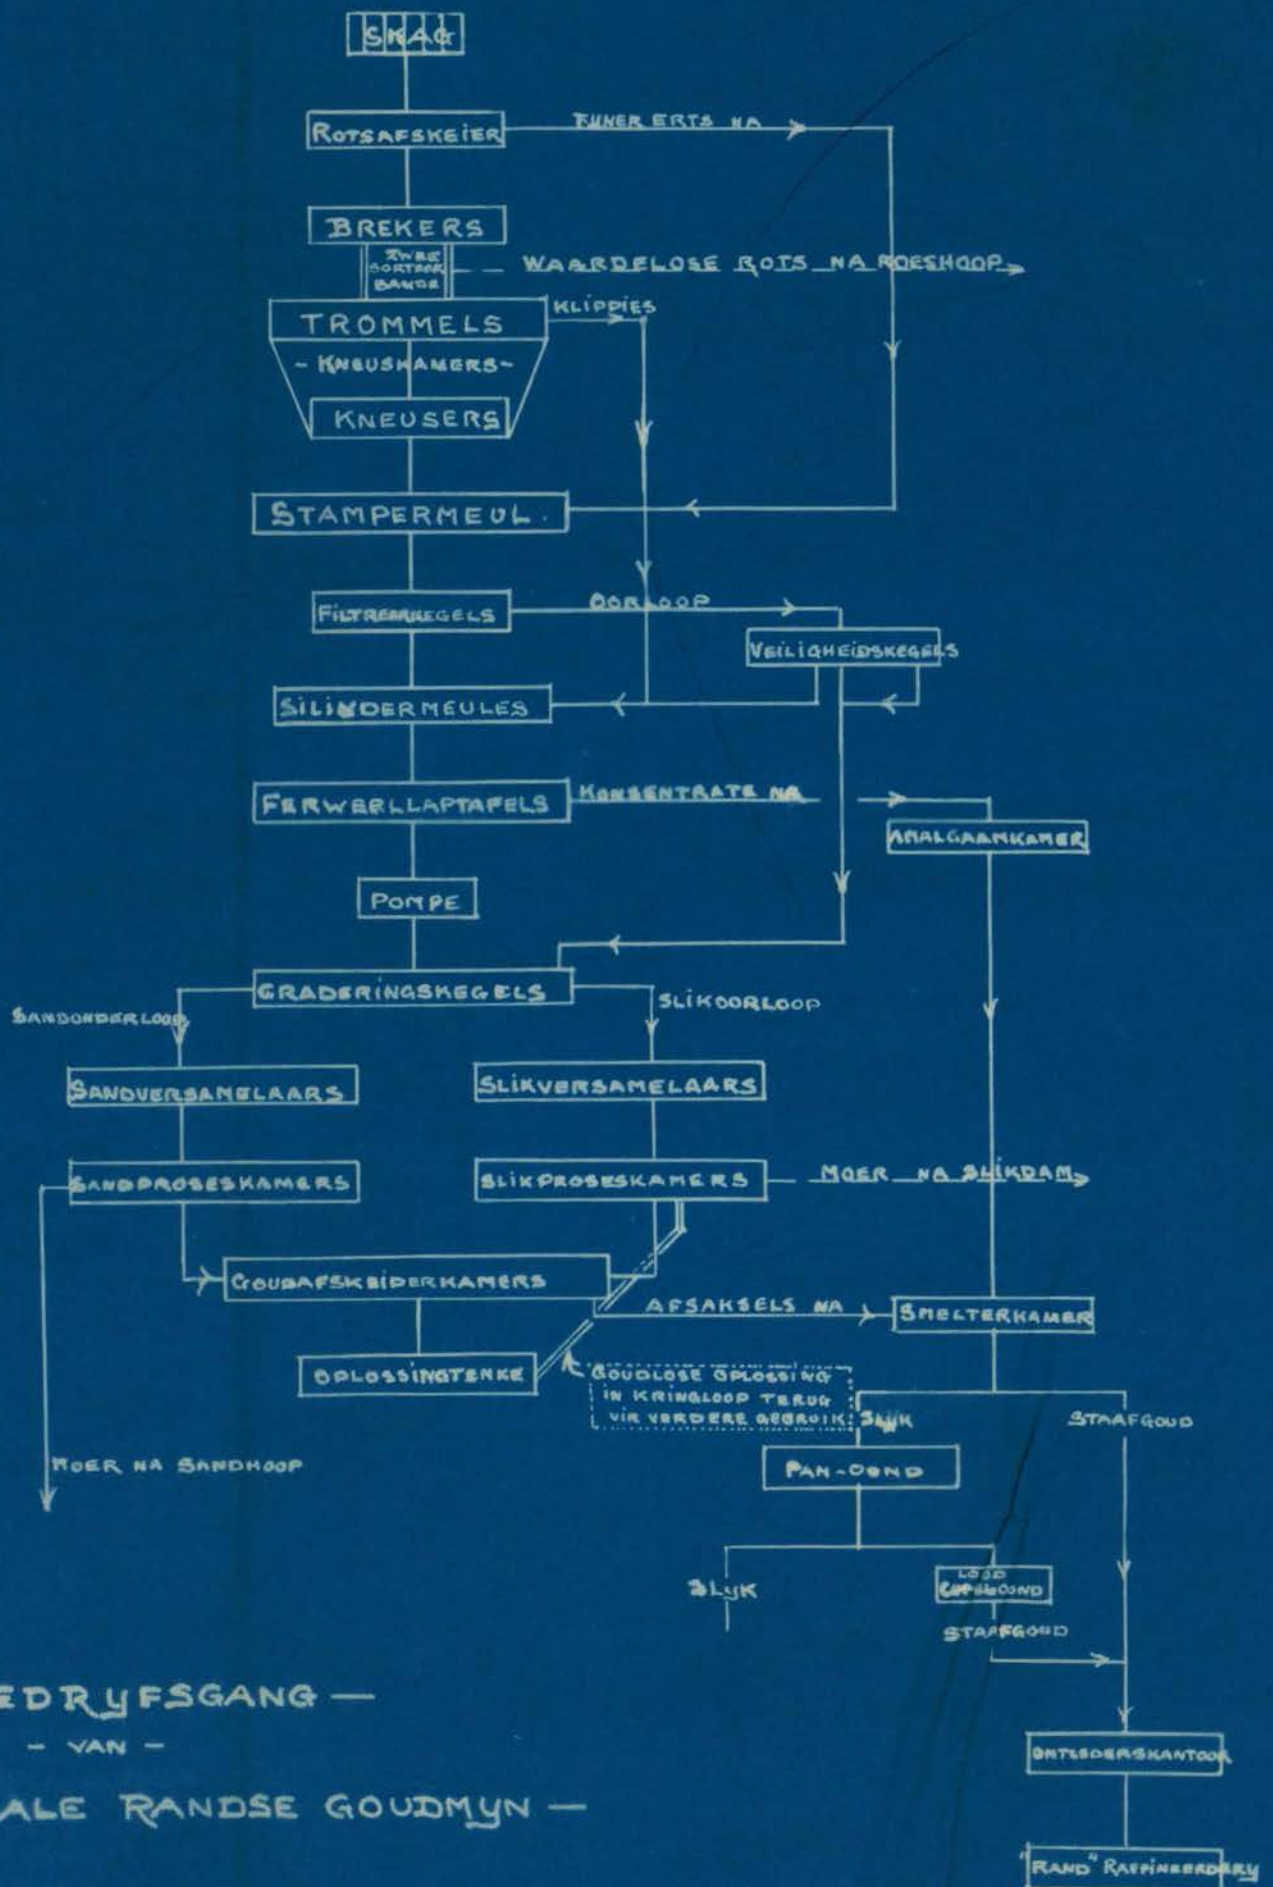 SKAG
ROTSAFSKEIER
FYNER ERTS NA
BREKERS
TWEE
SORTEER
BANDE
WAARDELOSE ROTS NA ROESHOOP
TROMMELS
KLIPPIES
- KNEUSKAMERS -
KNEUSERS
STAMPERMEUL.
FILTREERKEGELS
OORLOOP
VEILIGHEIDSKEGELS
SILINDERMEULES
FERWEELLAPTAFELS
KONSENTRATE NA
AMALGAAMKAMER
POMPE
GRADERINGSKEGELS
SANDONDERLOOP
SLIKOORLOOP
SANDVERSAMELAARS
SLIKVERSAMELAARS
SANDPROSESKAMERS
SLIKPROSESKAMERS
MOER NA SLIKDAM
GOUDAFSKEIDERKAMERS
AFSAKSELS NA
SMELTERKAMER
OPLOSSINGTENKE
GOUDLOSE OPLOSSING
IN KRINGLOOP TERUG
VIR VERDERE GEBRUIK
SLYK
STAAFGOUD
MOER NA SANDHOOP
PAN-OOND
SLYK
LOOD
STAAFGOUD
EDRYFSGANG —
- VAN -
ONTLEDERSKANTOOR
ALE RANDSE GOUDMYN —
"RAND" RAFFINEERDERY